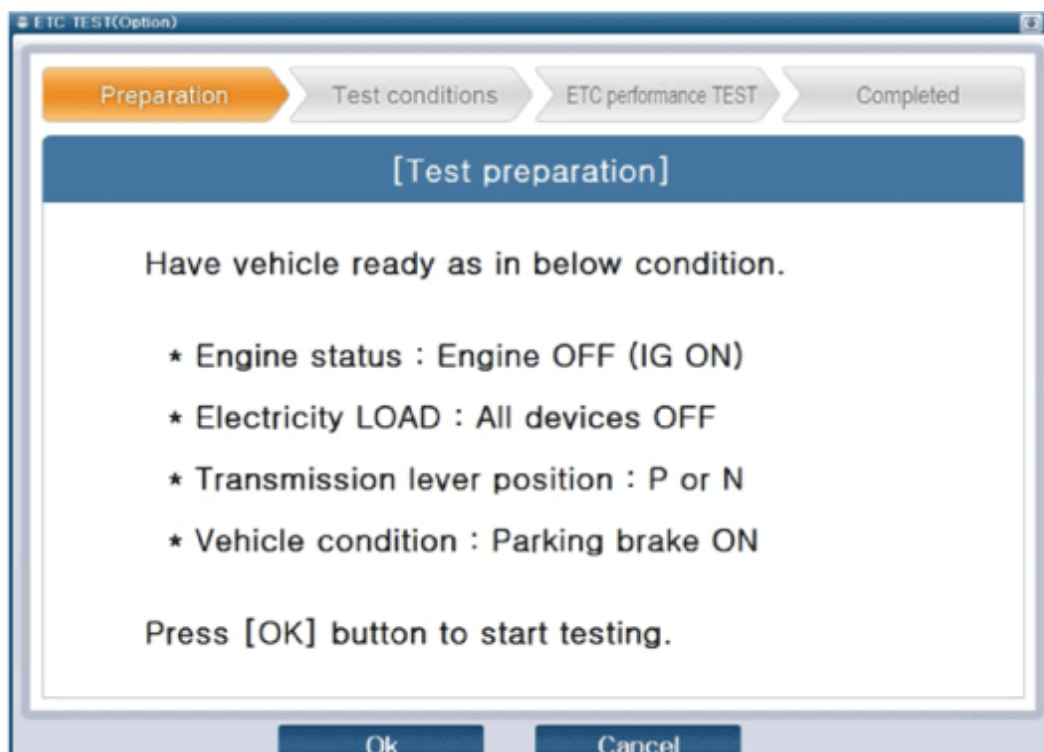 ETC TEST(Option)
Preparation
Test conditions
ETC performance TEST
Completed
[Test preparation]
Have vehicle ready as in below condition.
* Engine status : Engine OFF (IG ON)
* Electricity LOAD : All devices OFF
* Transmission lever position : P or N
* Vehicle condition : Parking brake ON
Press [OK] button to start testing.
Ok
Cancel